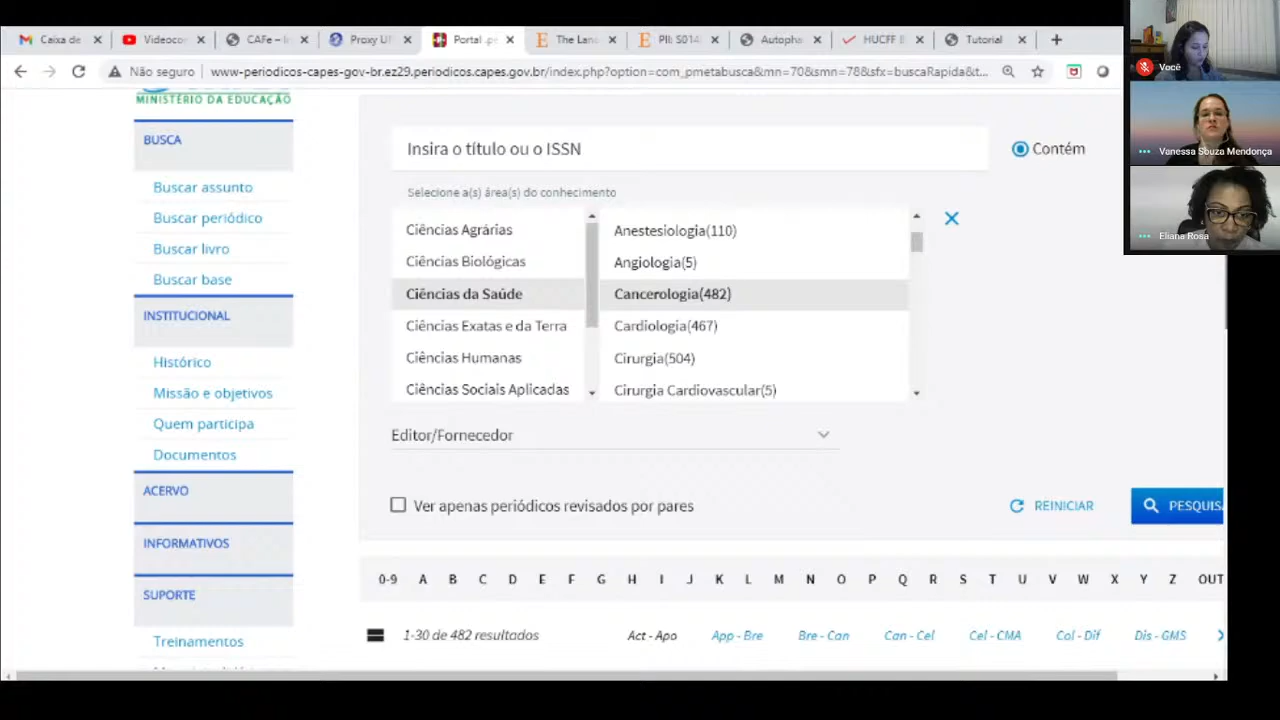 Caixa de
Videoco
CAFe – I
Proxy U
Portal .pe
The Lan
PII: S014
Autopha
HUCFF
Tutorial
Não seguro
www-periodicos-capes-gov-br.ez29.periodicos.capes.gov.br/index.php?option=com_pmetabusca&mn=70&smn=78&sfx=buscaRapida&t...
Você
Vanessa Souza Mendonça
Eliana Rosa
MINISTÉRIO DA EDUCAÇÃO
BUSCA
Buscar assunto
Buscar periódico
Buscar livro
Buscar base
INSTITUCIONAL
Histórico
Missão e objetivos
Quem participa
Documentos
ACERVO
INFORMATIVOS
SUPORTE
Treinamentos
Insira o título ou o ISSN
Contém
Selecione a(s) área(s) do conhecimento
Ciências Agrárias
Ciências Biológicas
Ciências da Saúde
Ciências Exatas e da Terra
Ciências Humanas
Ciências Sociais Aplicadas
Anestesiologia(110)
Angiologia(5)
Cancerologia(482)
Cardiologia(467)
Cirurgia(504)
Cirurgia Cardiovascular(5)
Editor/Fornecedor
Ver apenas periódicos revisados por pares
REINICIAR
PESQUIS
0-9 A B C D E F G H I J K L M N O P Q R S T U V W X Y Z OUT
1-30 de 482 resultados
Act - Apo App - Bre Bre - Can Can - Cel Cel - CMA Col - Dif Dis - GMS